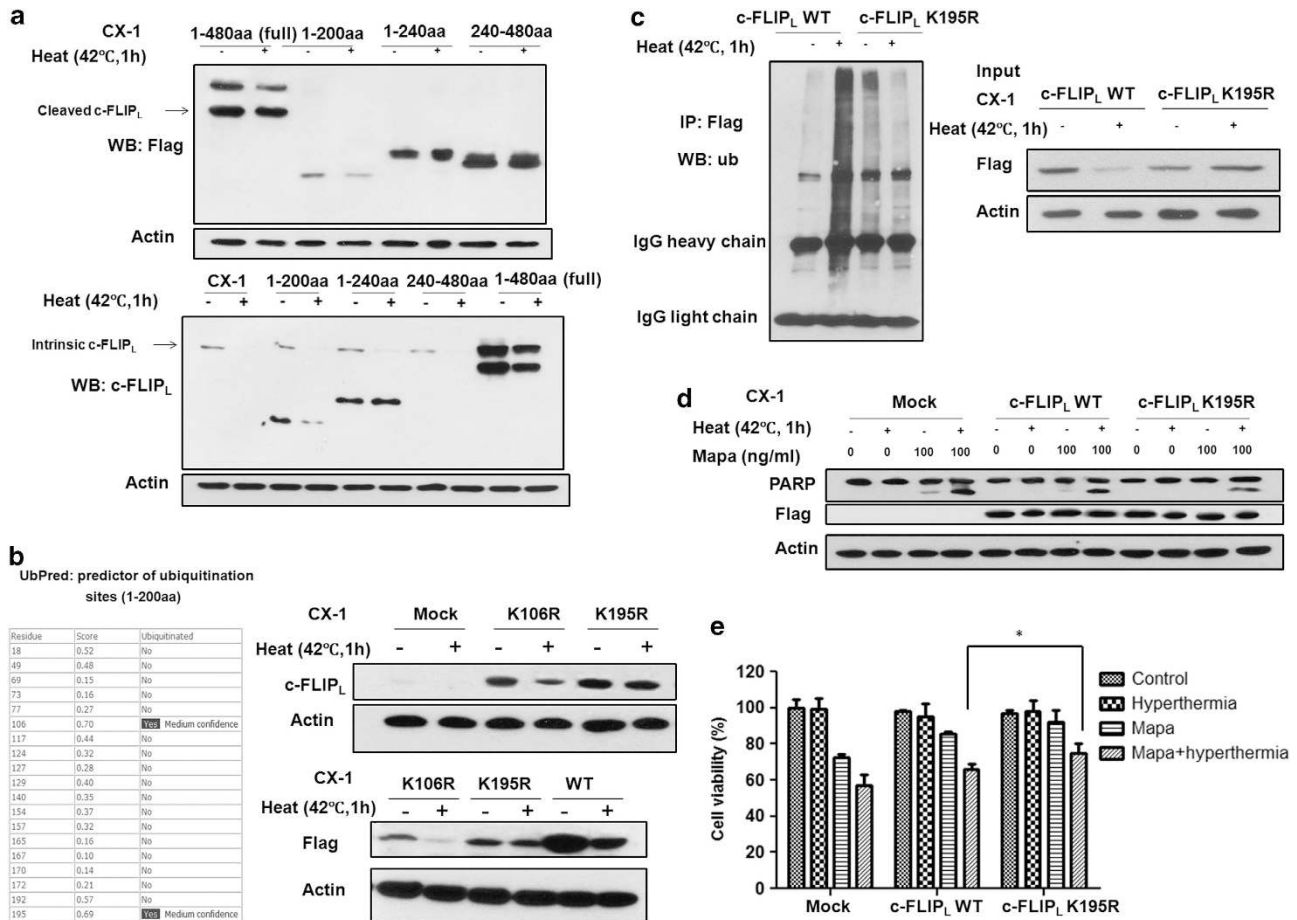 a
CX-1 1-480aa (full) 1-200aa 1-240aa 240-480aa
Heat (42℃,1h) - + - + - + - +
Cleaved c-FLIPL
WB: Flag
Actin
CX-1 1-200aa 1-240aa 240-480aa 1-480aa (full)
Heat (42℃,1h) - + - + - + - + - +
Intrinsic c-FLIPL
WB: c-FLIPL
Actin
b
UbPred: predictor of ubiquitination
sites (1-200aa)
Residue Score Ubiquitinated
18 0.52 No
49 0.48 No
69 0.15 No
73 0.16 No
77 0.27 No
106 0.70 Yes Medium confidence
117 0.44 No
124 0.32 No
127 0.28 No
129 0.40 No
140 0.35 No
154 0.37 No
157 0.32 No
165 0.16 No
167 0.10 No
170 0.14 No
172 0.21 No
192 0.57 No
195 0.69 Yes Medium confidence
CX-1 Mock K106R K195R
Heat (42℃,1h) - + - + - +
c-FLIPL
Actin
CX-1 K106R K195R WT
Heat (42℃,1h) - + - + - +
Flag
Actin
c
c-FLIPL WT c-FLIPL K195R
Heat (42℃, 1h) - + - +
IP: Flag
WB: ub
IgG heavy chain
IgG light chain
Input
CX-1 c-FLIPL WT c-FLIPL K195R
Heat (42℃, 1h) - + - +
Flag
Actin
d
CX-1 Mock c-FLIPL WT c-FLIPL K195R
Heat (42℃, 1h) - + - + - + - + - + - +
Mapa (ng/ml) 0 0 100 100 0 0 100 100 0 0 100 100
PARP
Flag
Actin
e
*
Control
Hyperthermia
Mapa
Mapa+hyperthermia
Cell viability (%)
120
100
80
60
40
20
0
Mock c-FLIPL WT c-FLIPL K195R